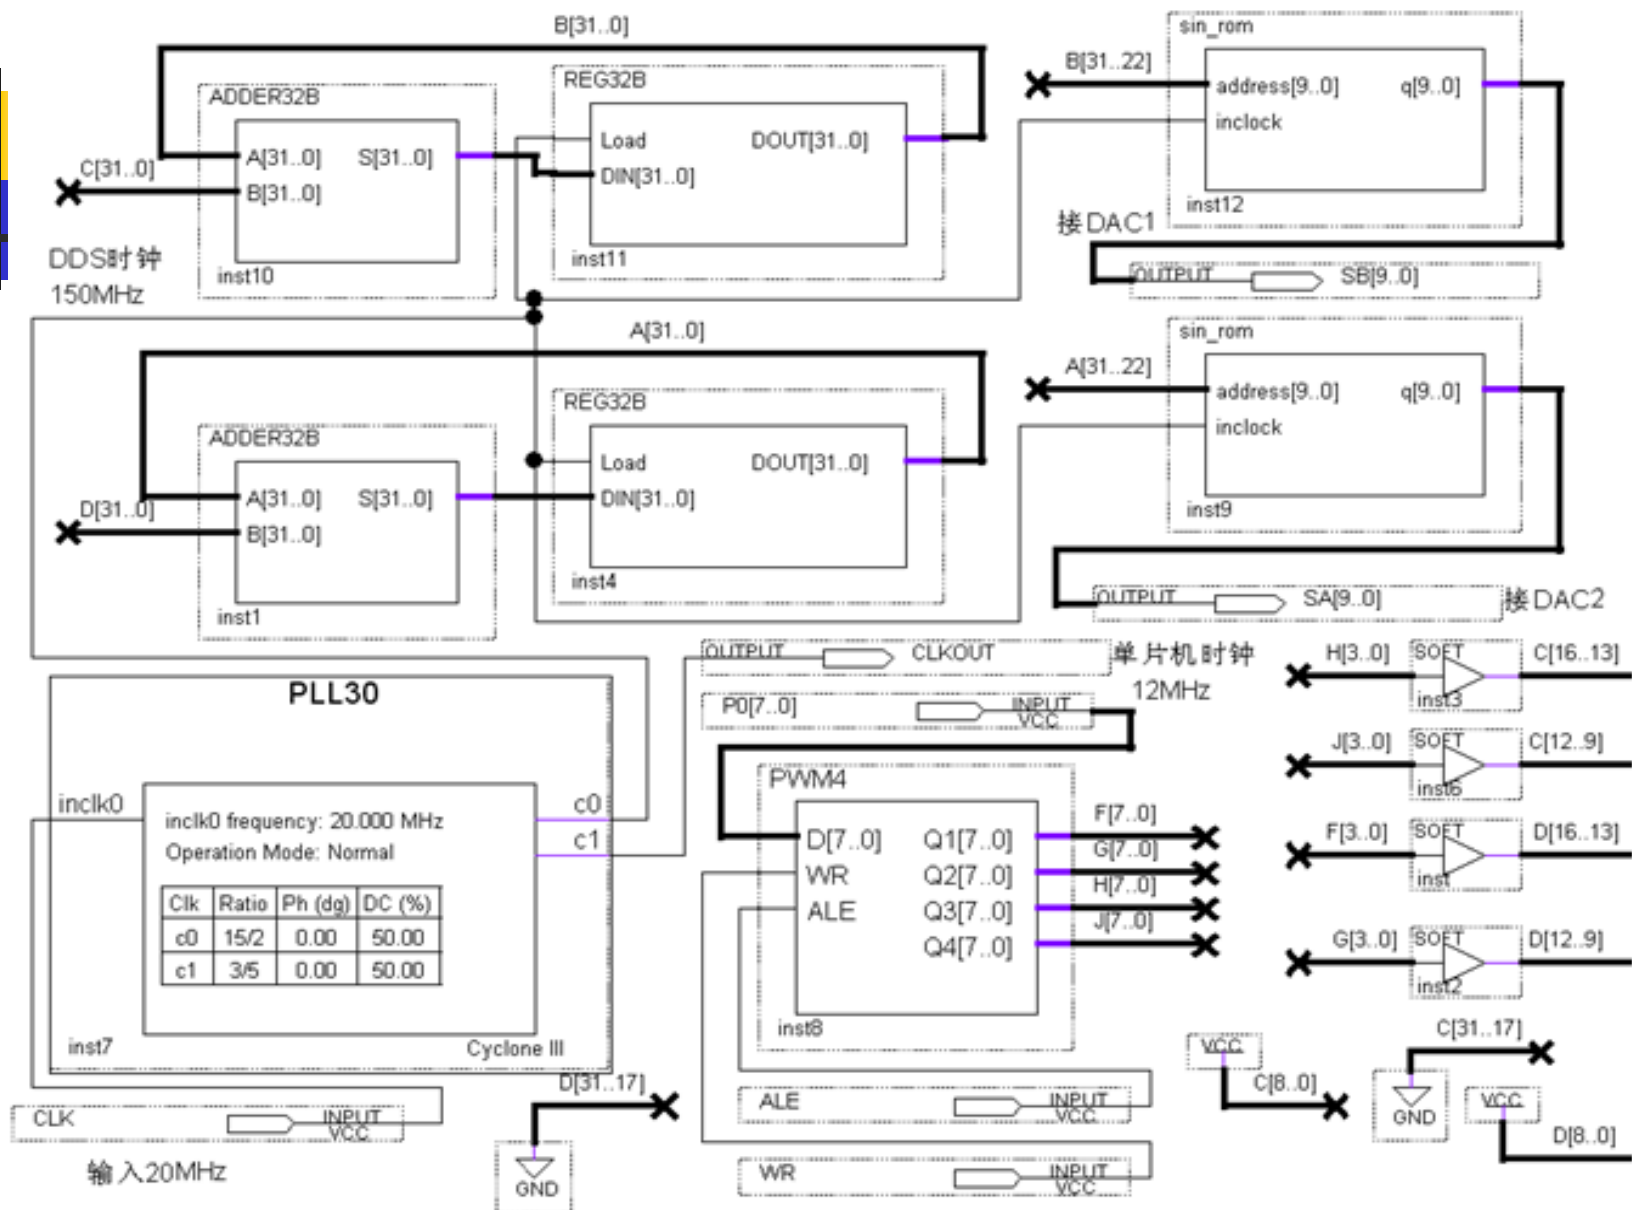 B[31..0]
sin_rom
ADDER32B
REG32B
B[31..22]
address[9..0] q[9..0]
inclock
Load DOUT[31..0]
DIN[31..0]
A[31..0] S[31..0]
B[31..0]
C[31..0]
inst12
接DAC1
inst10
inst11
DDS时钟
150MHz
OUTPUT SB[9..0]
A[31..0]
sin_rom
A[31..22]
address[9..0] q[9..0]
inclock
REG32B
ADDER32B
Load DOUT[31..0]
DIN[31..0]
A[31..0] S[31..0]
B[31..0]
D[31..0]
inst9
inst4
inst1
OUTPUT SA[9..0] 接DAC2
OUTPUT CLKOUT 单片机时钟
12MHz
P0[7..0] INPUT
VCC
PLL30
inclk0
c0
c1
inclk0 frequency: 20.000 MHz
Operation Mode: Normal
Clk Ratio Ph (dg) DC (%)
c0 15/2 0.00 50.00
c1 3/5 0.00 50.00
inst7 Cyclone III
PWM4
D[7..0] Q1[7..0]
WR Q2[7..0]
ALE Q3[7..0]
Q4[7..0]
F[7..0]
G[7..0]
H[7..0]
J[7..0]
inst8
H[3..0] SOFT C[16..13]
inst3
J[3..0] SOFT C[12..9]
inst6
F[3..0] SOFT D[16..13]
inst
G[3..0] SOFT D[12..9]
inst2
CLK INPUT
VCC
输入20MHz
D[31..17]
GND
ALE INPUT
VCC
WR INPUT
VCC
VCC
C[8..0]
C[31..17]
GND
VCC
D[8..0]